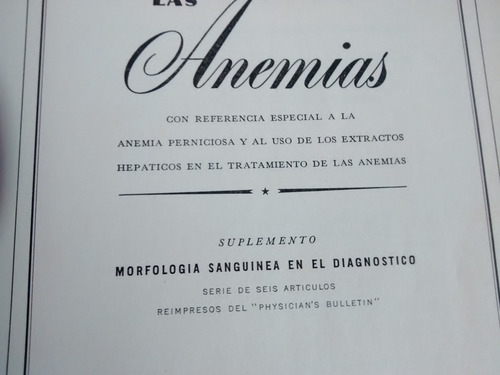 LAS
Anemias
CON REFERENCIA ESPECIAL A LA
ANEMIA PERNICIOSA Y AL USO DE LOS EXTRACTOS
HEPATICOS EN EL TRATAMIENTO DE LAS ANEMIAS
SUPLEMENTO
MORFOLOGIA SANGUINEA EN EL DIAGNOSTICO
SERIE DE SEIS ARTICULOS
REIMPRESOS DEL "PHYSICIAN'S BULLETIN"